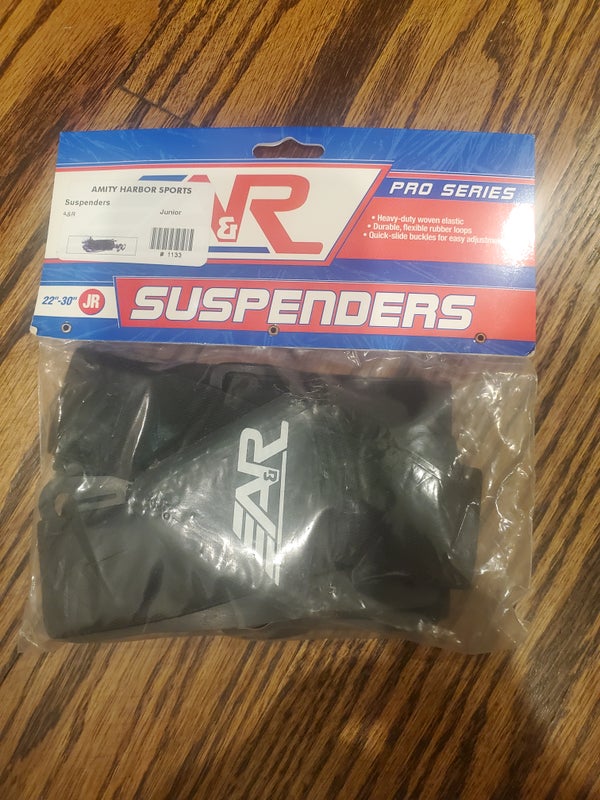 AMITY HARBOR SPORTS
Suspenders
A&R Junior
# 1133
A&R
PRO SERIES
• Heavy-duty woven elastic
• Durable, flexible rubber loops
• Quick-slide buckles for easy adjustment
22"-30" JR SUSPENDERS
A&R